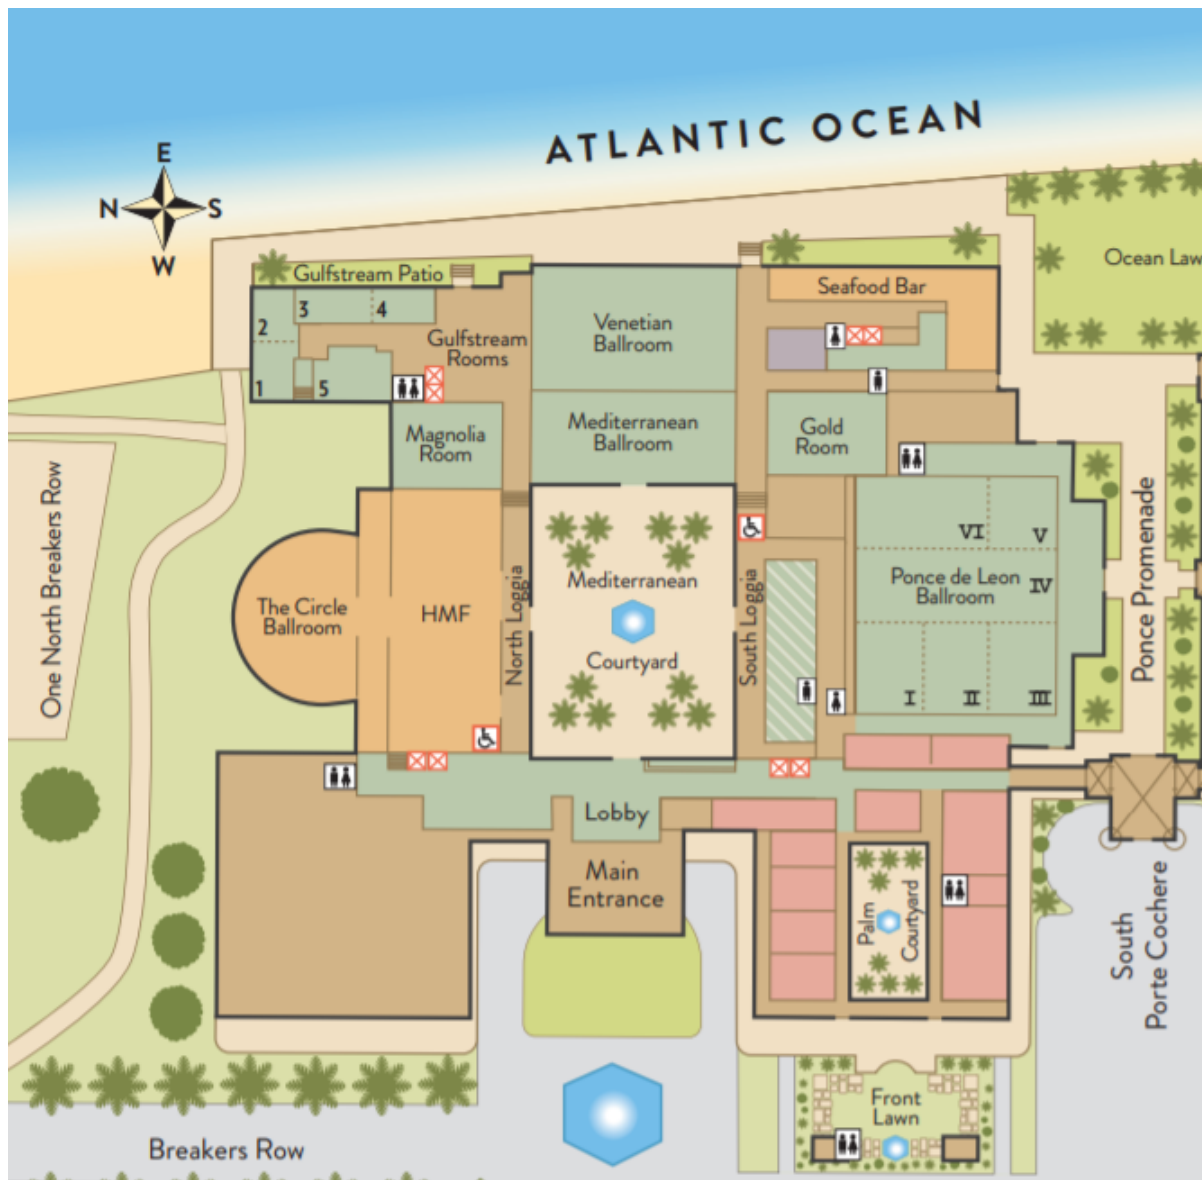 ATLANTIC OCEAN
E
N
S
W
Ocean Law
Gulfstream Patio
Seafood Bar
3
4
2
Venetian
Ballroom
Gulfstream
Rooms
1
5
Magnolia
Room
Mediterranean
Ballroom
Gold
Room
One North Breakers Row
VI
V
Ponce de Leon
Ballroom
IV
I
II
III
Ponce Promenade
Mediterranean
Courtyard
North Loggia
South Loggia
The Circle
Ballroom
HMF
Lobby
Main
Entrance
Palm
Courtyard
South
Porte Cochere
Front
Lawn
Breakers Row